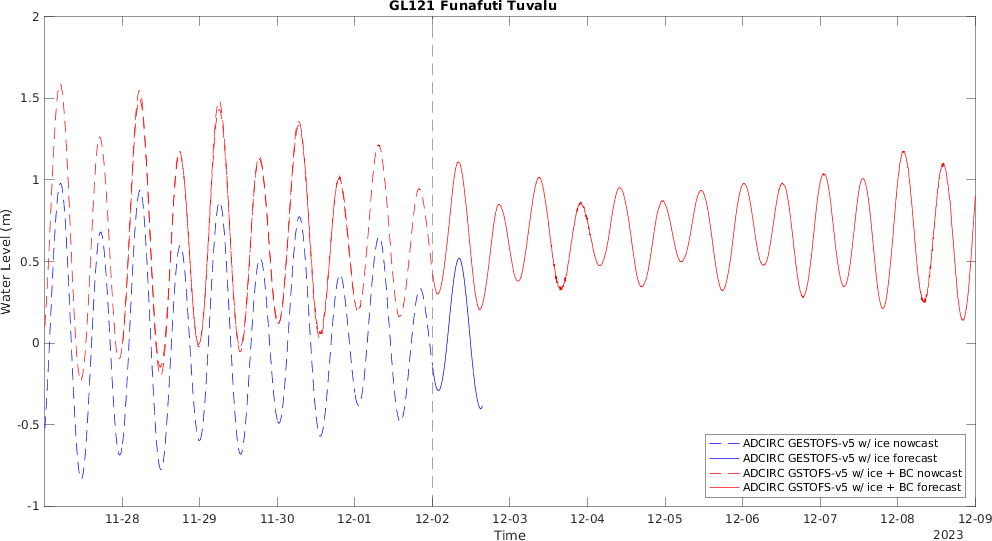 GL121 Funafuti Tuvalu
2
1.5
1
0.5
0
-0.5
-1
Water Level (m)
11-28 11-29 11-30 12-01 12-02 12-03 12-04 12-05 12-06 12-07 12-08 12-09
Time
2023
ADCIRC GESTOFS-v5 w/ ice nowcast
ADCIRC GESTOFS-v5 w/ ice forecast
ADCIRC GSTOFS-v5 w/ ice + BC nowcast
ADCIRC GSTOFS-v5 w/ ice + BC forecast